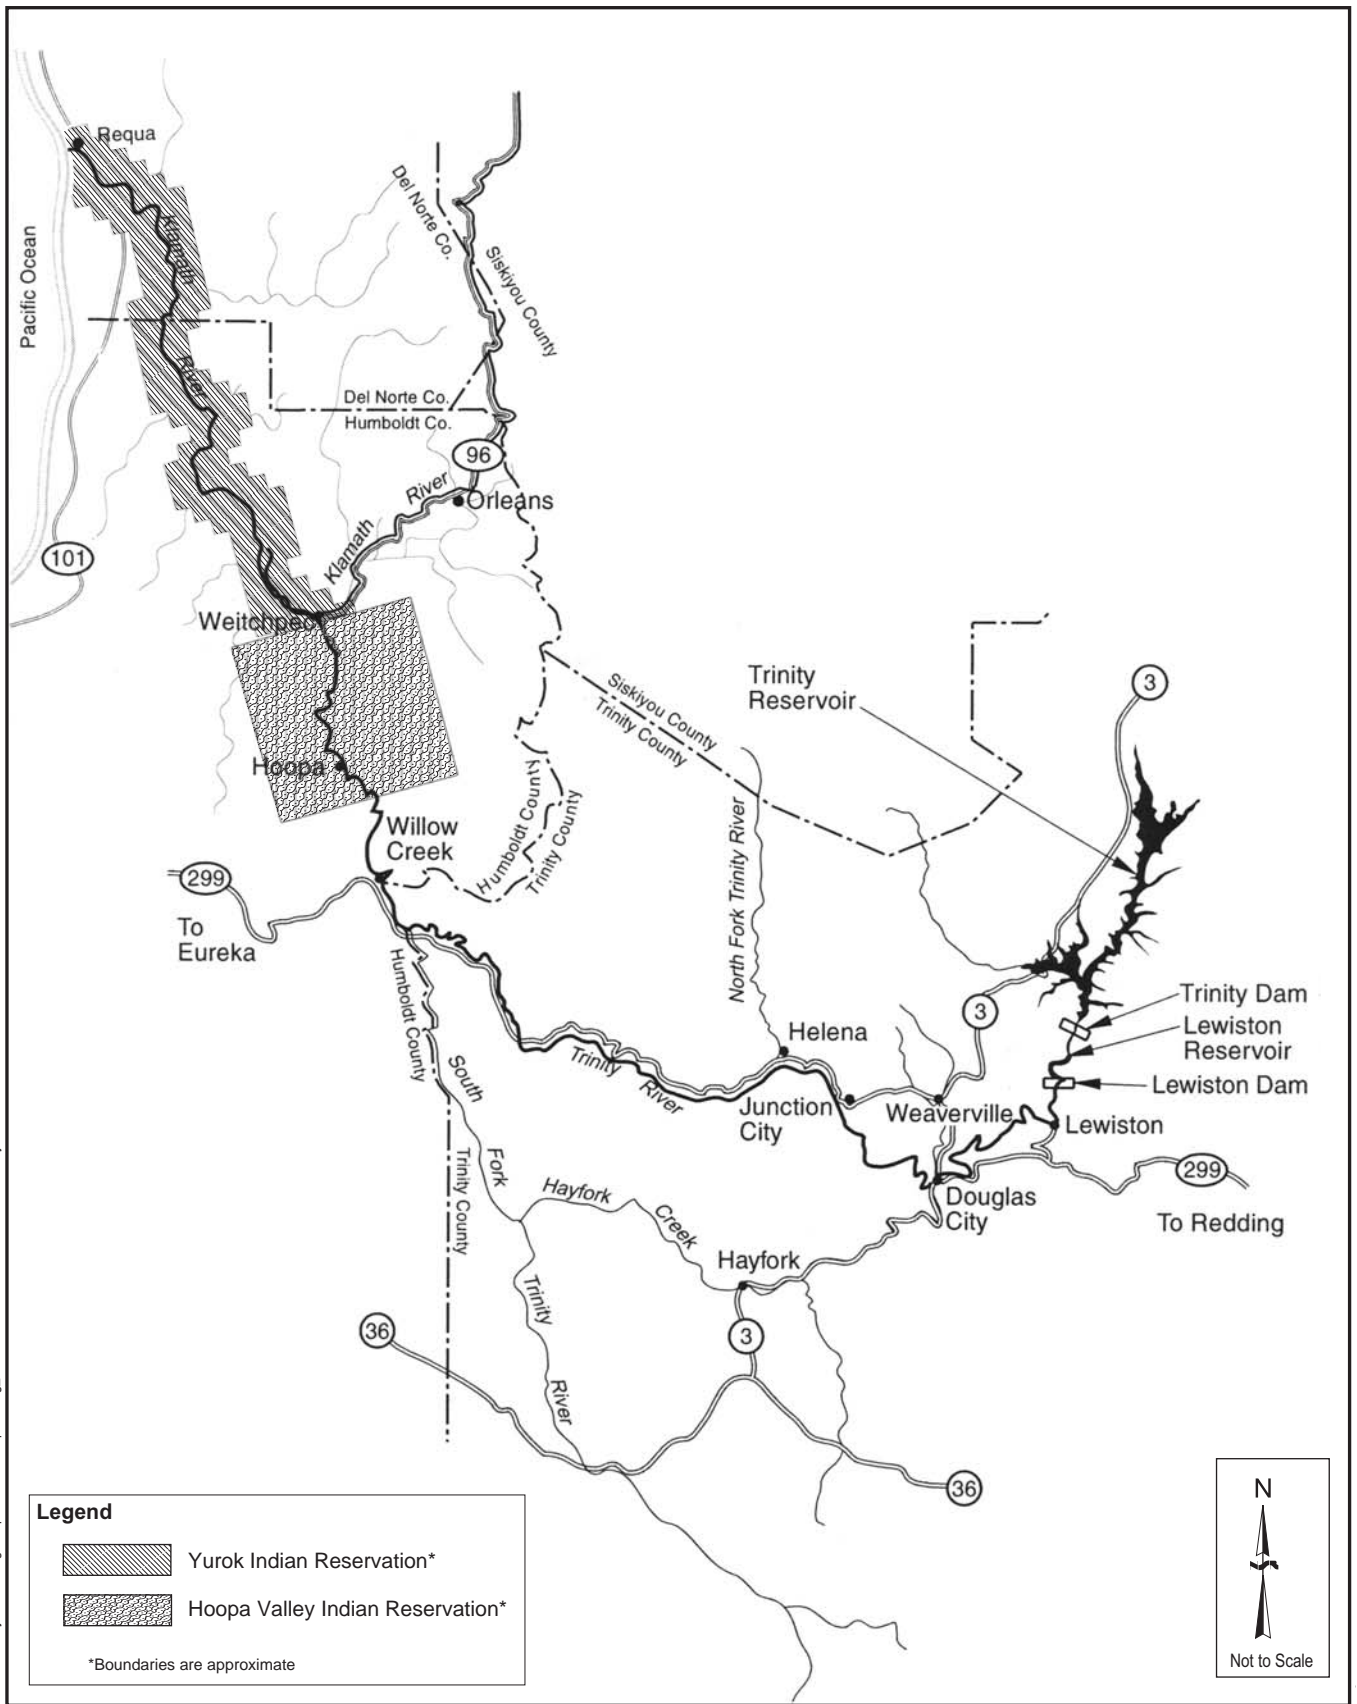 Requa
Pacific Ocean
Klamath
River
Del Norte Co.
Siskiyou County
Del Norte Co.
Humboldt Co.
96
Orleans
Klamath
River
101
Weitchpec
Hoopa
Willow
Creek
299
To
Eureka
Humboldt County
Trinity County
Siskiyou County
Trinity County
Trinity
Reservoir
3
North Fork Trinity River
3
Trinity Dam
Lewiston
Reservoir
Lewiston Dam
Helena
Junction
City
Weaverville
Lewiston
299
Douglas
City
To Redding
Humboldt County
Trinity County
Trinity
River
South
Fork
Trinity
River
Hayfork
Creek
Hayfork
3
36
36
Legend
Yurok Indian Reservation*
Hoopa Valley Indian Reservation*
*Boundaries are approximate
N
Not to Scale